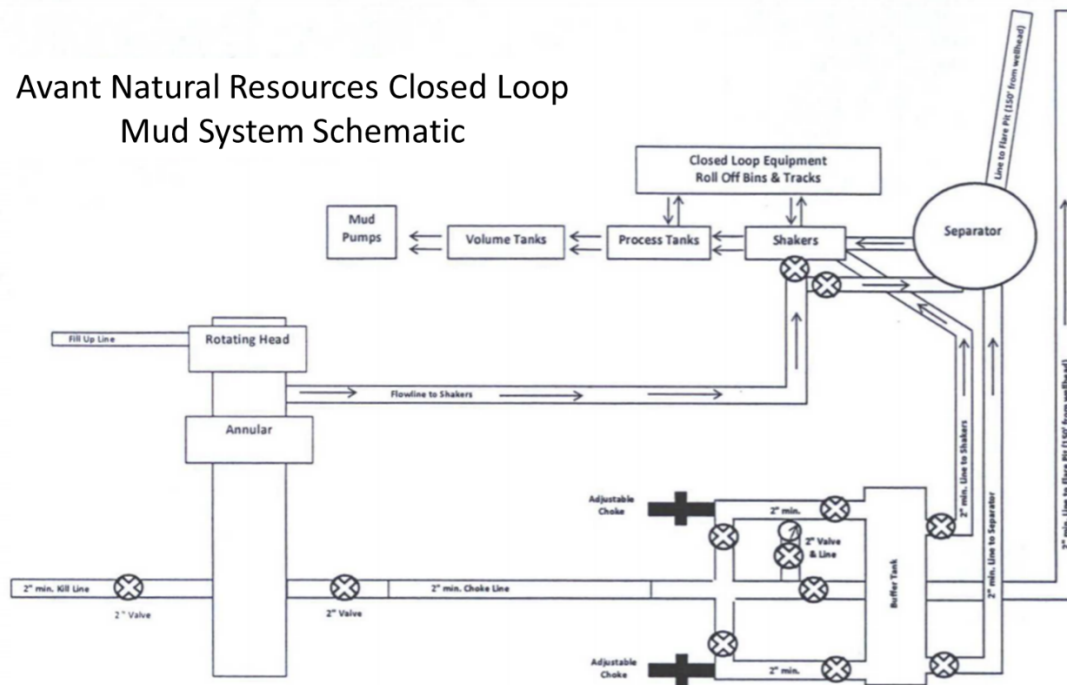 Avant Natural Resources Closed Loop
Mud System Schematic
Line to Flare Pit (150' from wellhead)
Closed Loop Equipment
Roll Off Bins & Tracks
Mud
Pumps
Volume Tanks
Process Tanks
Shakers
Separator
Fill Up Line
Rotating Head
Flowline to Shakers
Annular
2" min. Line to Flare Pit (150' from wellhead)
2" min. Line to Shakers
2" min. Line to Separator
Adjustable
Choke
2" min.
2" Valve
& Line
Buffer Tank
2" min. Kill Line
2" Valve
2" min. Choke Line
2" Valve
Adjustable
Choke
2" min.